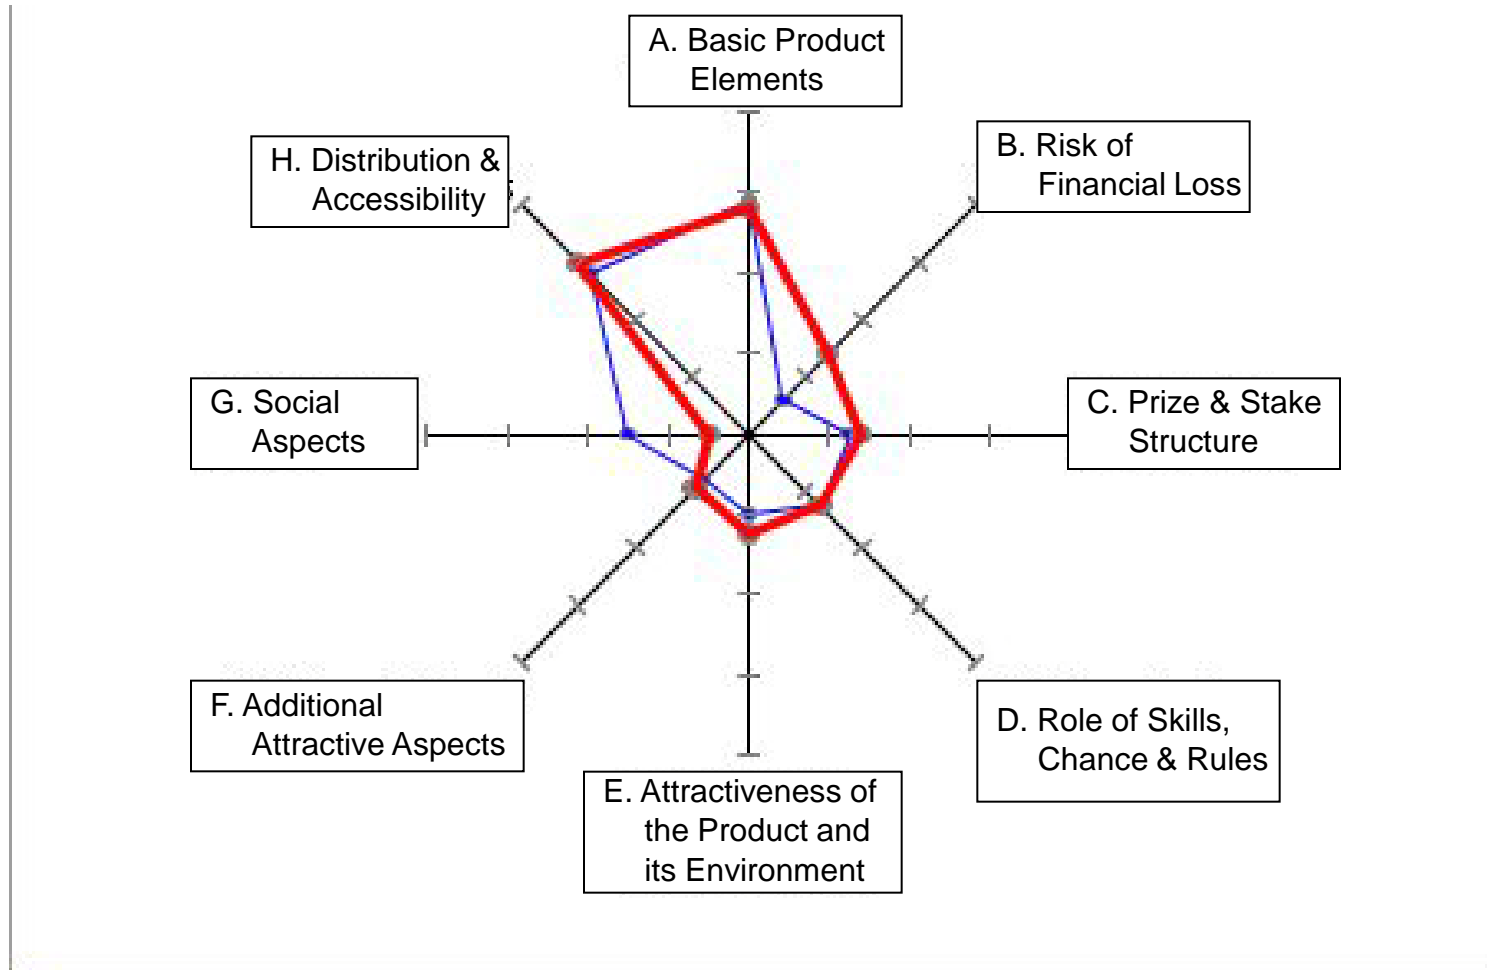 A. Basic Product
Elements
B. Risk of
Financial Loss
C. Prize & Stake
Structure
D. Role of Skills,
Chance & Rules
E. Attractiveness of
the Product and
its Environment
F. Additional
Attractive Aspects
G. Social
Aspects
H. Distribution &
Accessibility